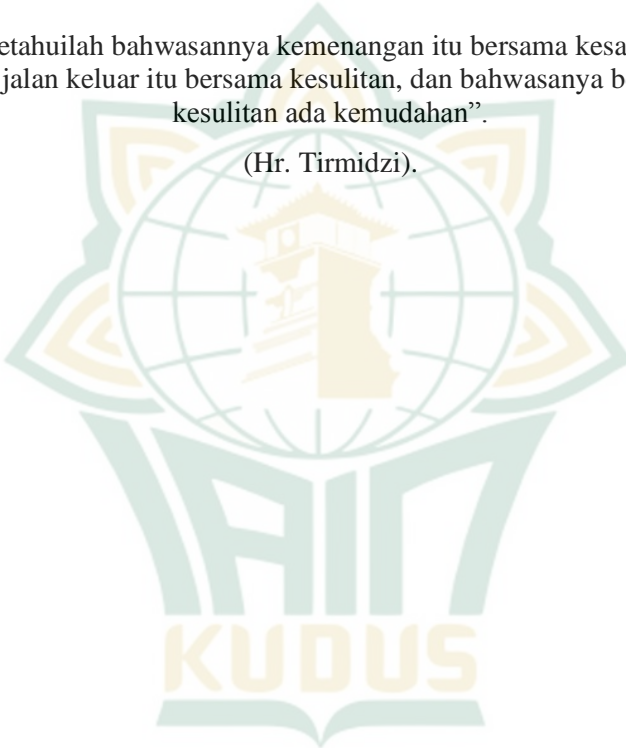 etahuilah bahwasannya kemenangan itu bersama kesa
jalan keluar itu bersama kesulitan, dan bahwasanya b
kesulitan ada kemudahan”.
(Hr. Tirmidzi).
IAIN
KUDUS